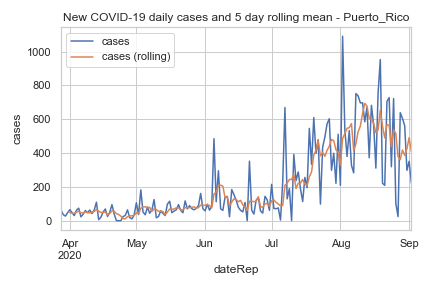 New COVID-19 daily cases and 5 day rolling mean - Puerto_Rico
cases
cases (rolling)
1000
800
600
400
200
0
cases
Apr
2020
May
Jun
Jul
Aug
Sep
dateRep